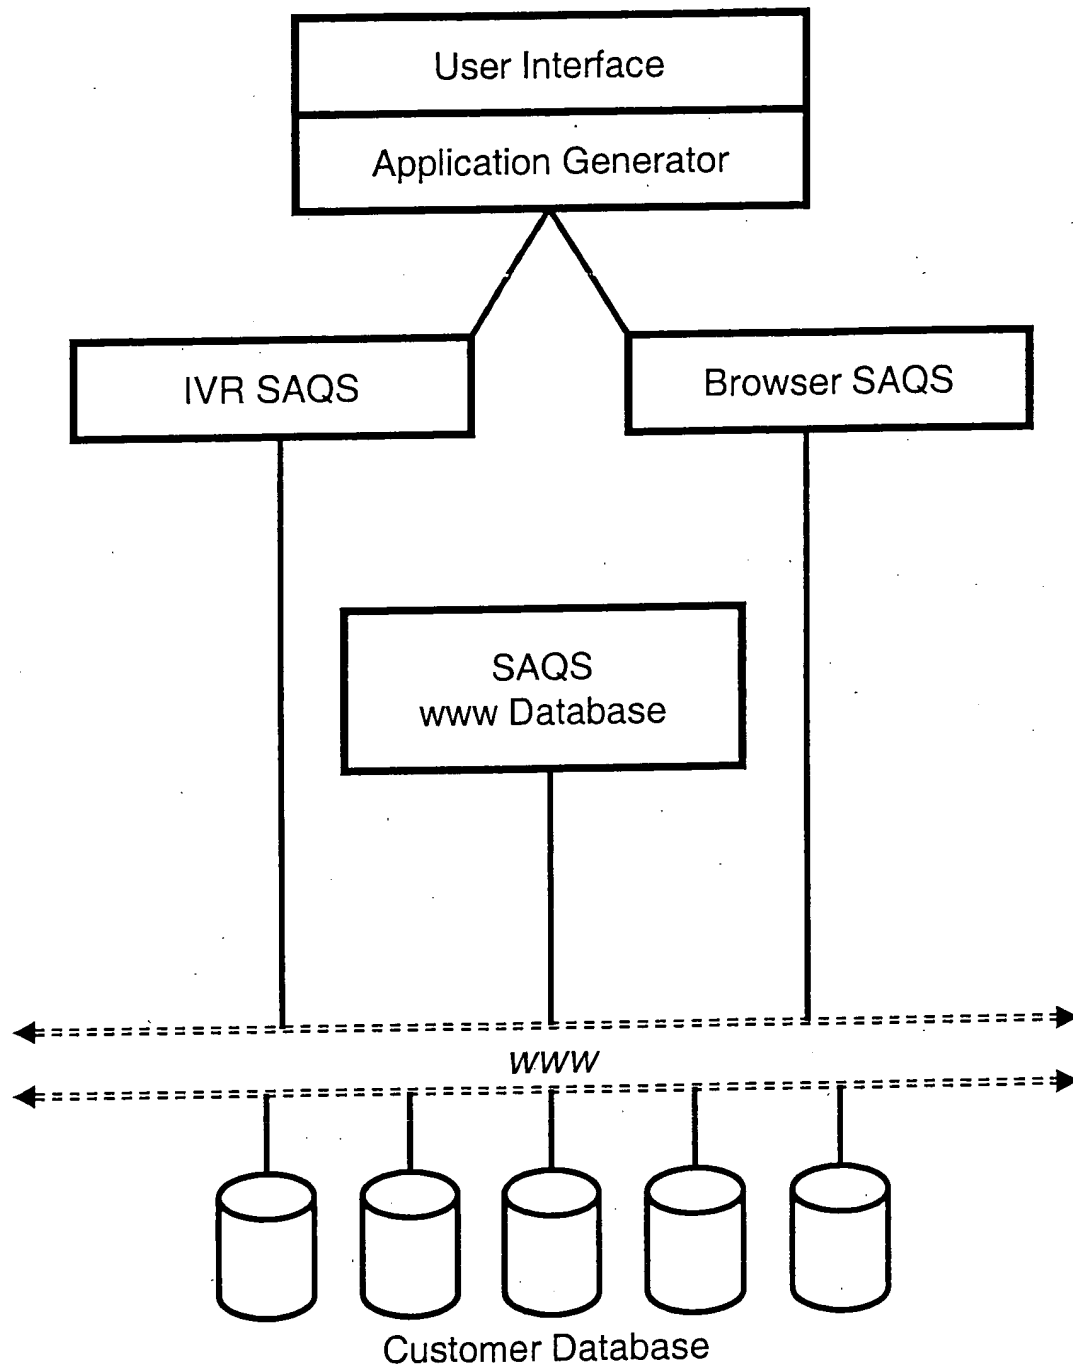 User Interface
Application Generator
IVR SAQS
Browser SAQS
SAQS
www Database
www
Customer Database